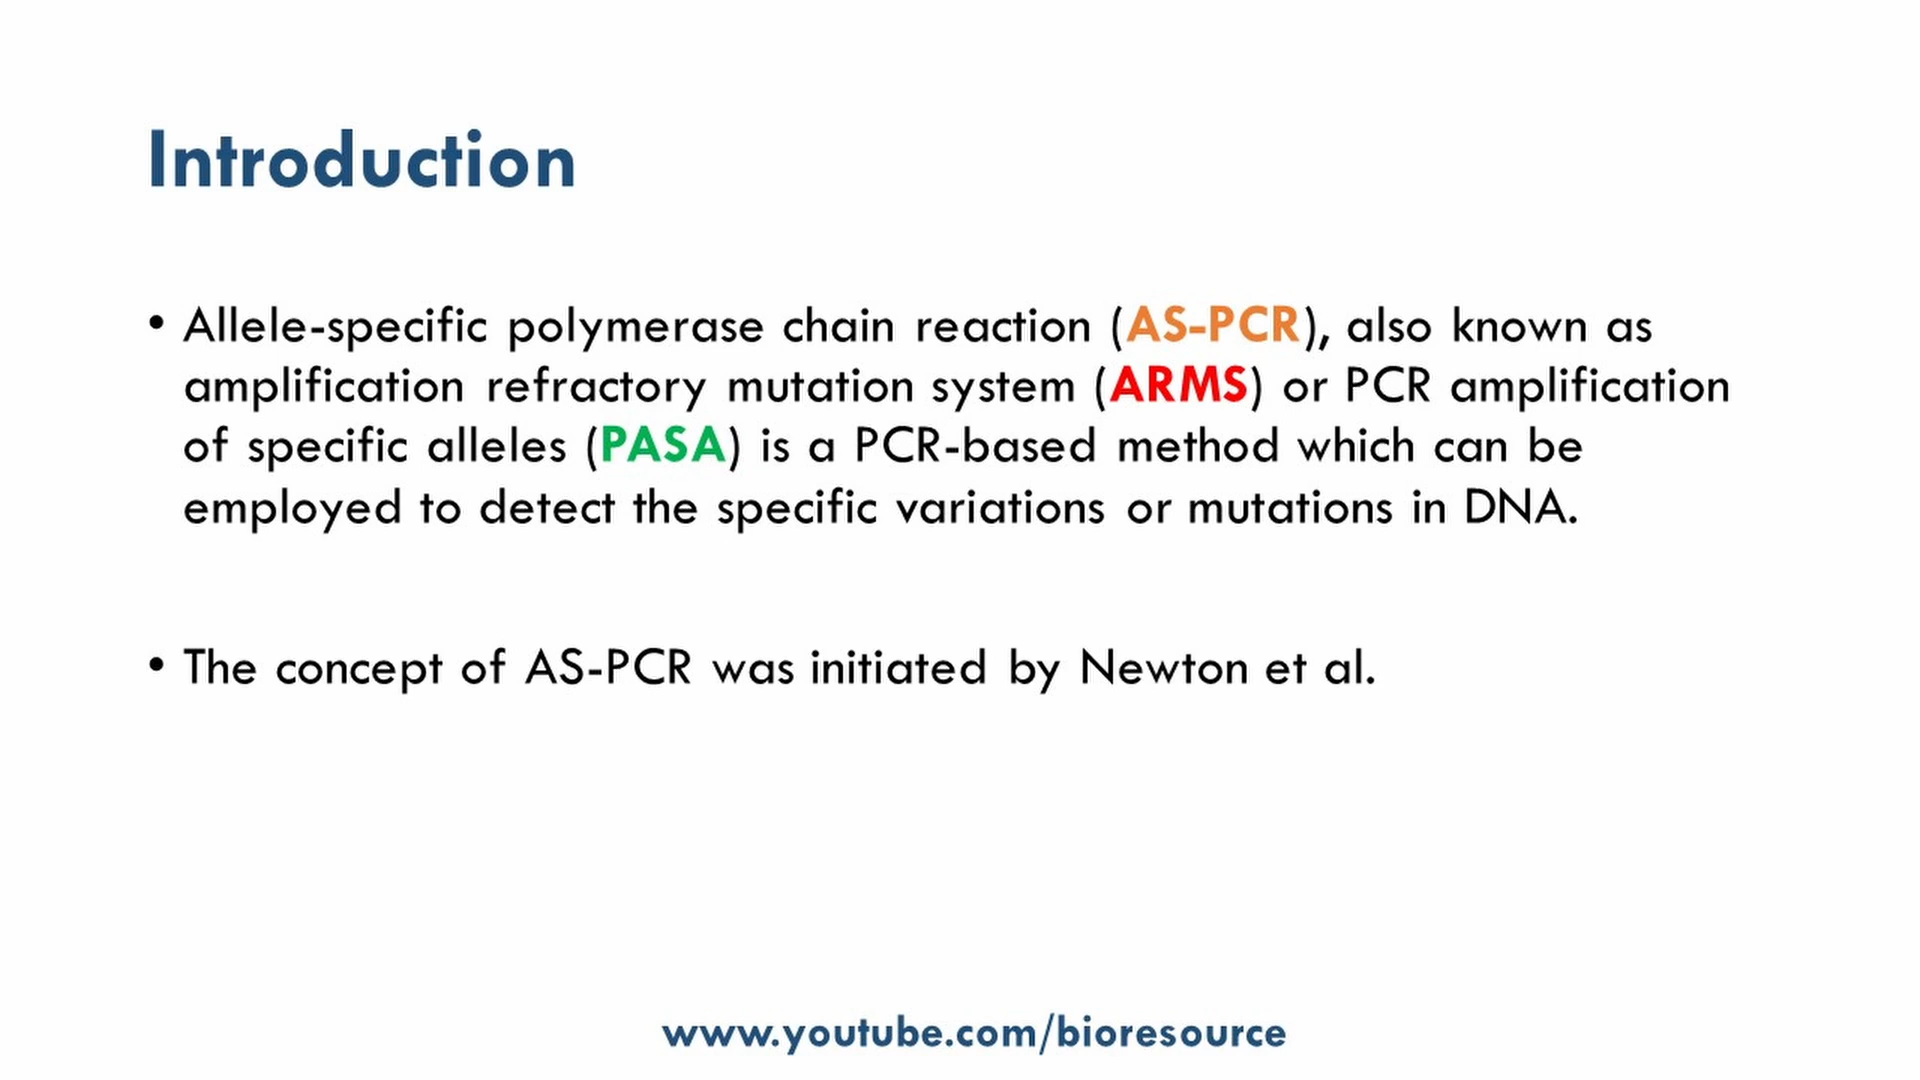 Introduction
• Allele-specific polymerase chain reaction (AS-PCR), also known as
amplification refractory mutation system (ARMS) or PCR amplification
of specific alleles (PASA) is a PCR-based method which can be
employed to detect the specific variations or mutations in DNA.
• The concept of AS-PCR was initiated by Newton et al.
www.youtube.com/bioresource